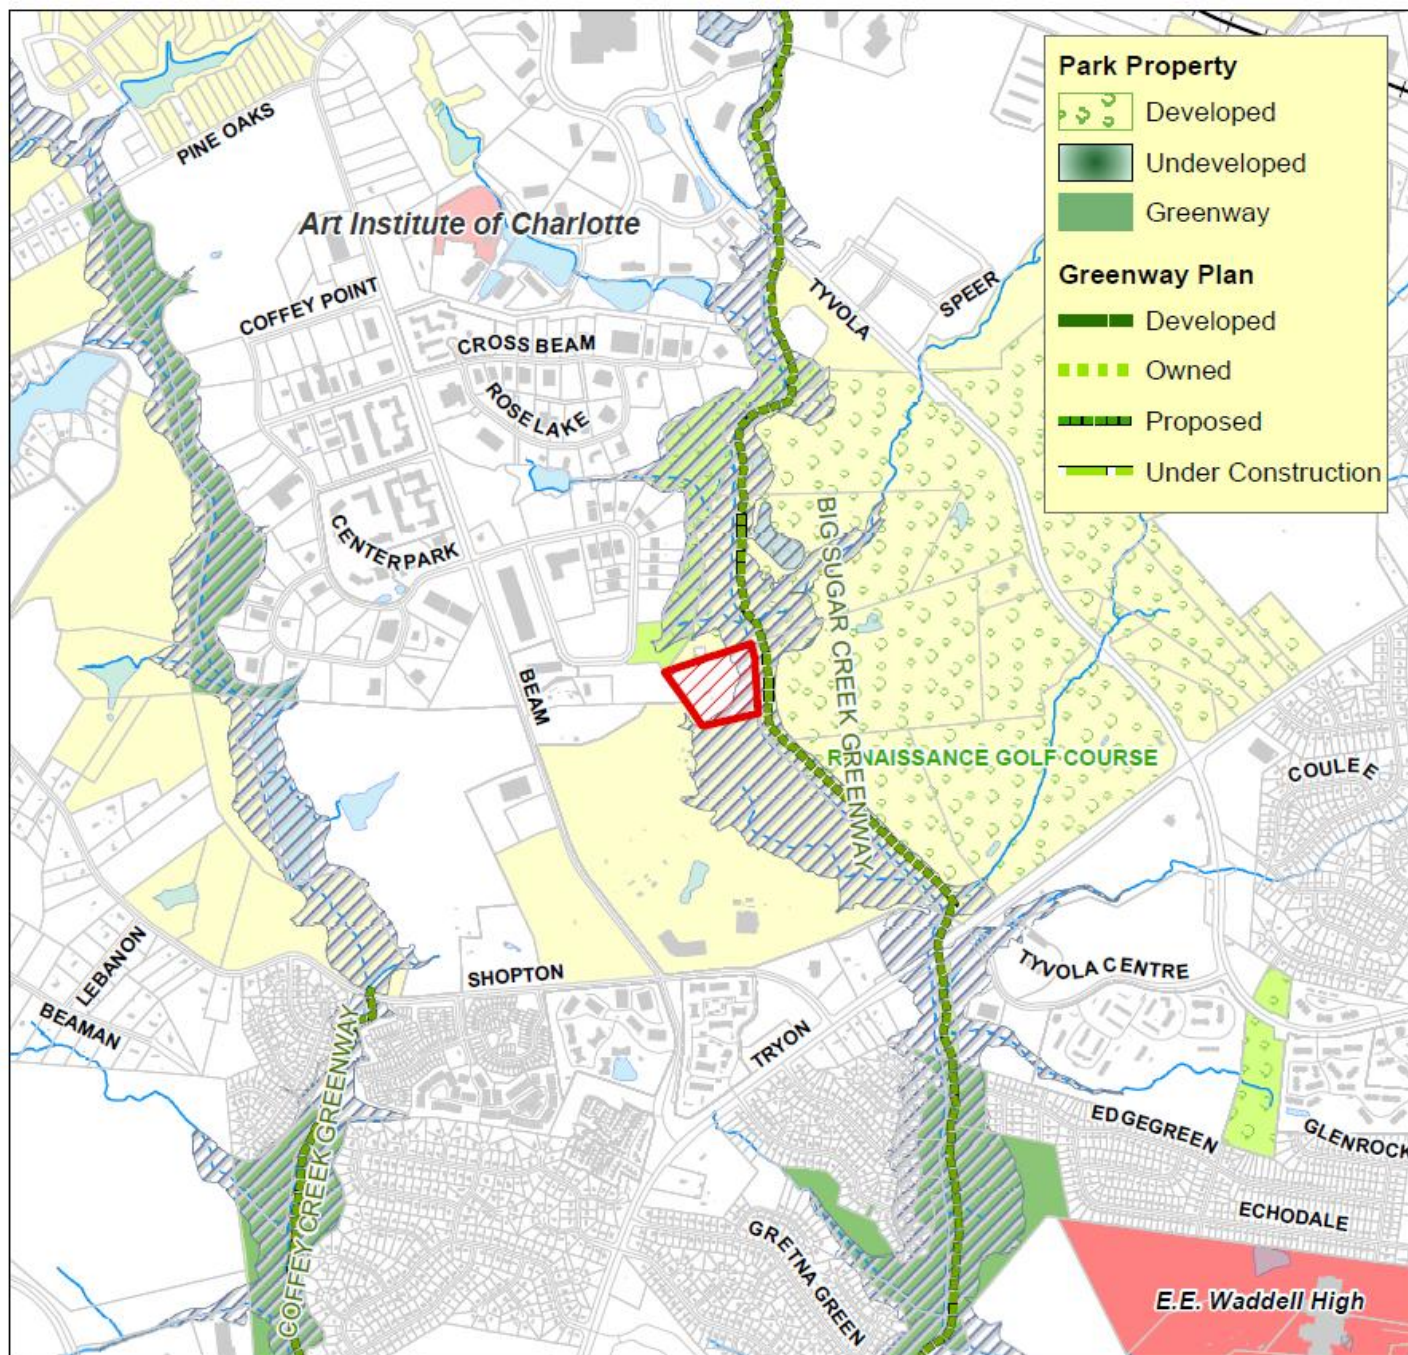 Park Property
Developed
Undeveloped
Greenway
Greenway Plan
Developed
Owned
Proposed
Under Construction
PINE OAKS
Art Institute of Charlotte
COFFEY POINT
CROSS BEAM
ROSE LAKE
TYVOLA
SPEER
CENTERPARK
BIG SUGAR CREEK GREENWAY
BEAM
RENAISSANCE GOLF COURSE
COULEE
LEBANON
BEAMAN
SHOPTON
TYVOLA CENTRE
TRYON
COFFEY CREEK GREENWAY
EDGEGREEN
GLENROCK
ECHODALE
GRETNA GREEN
E.E. Waddell High